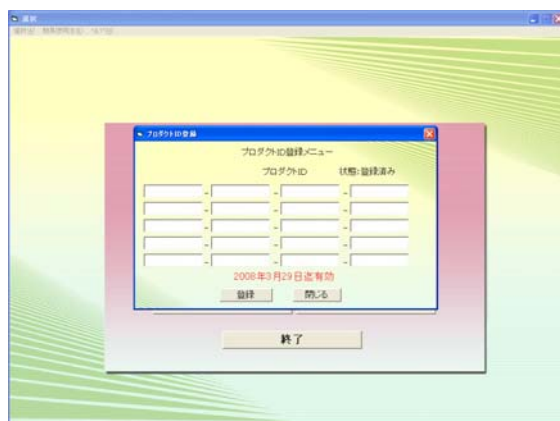 選択
プロダクトID登録
プロダクトID登録メニュー
プロダクトID 状態:登録済み
- - -
- - -
- - -
- - -
- - -
2008年3月29日迄有効
登録 閉じる
終了